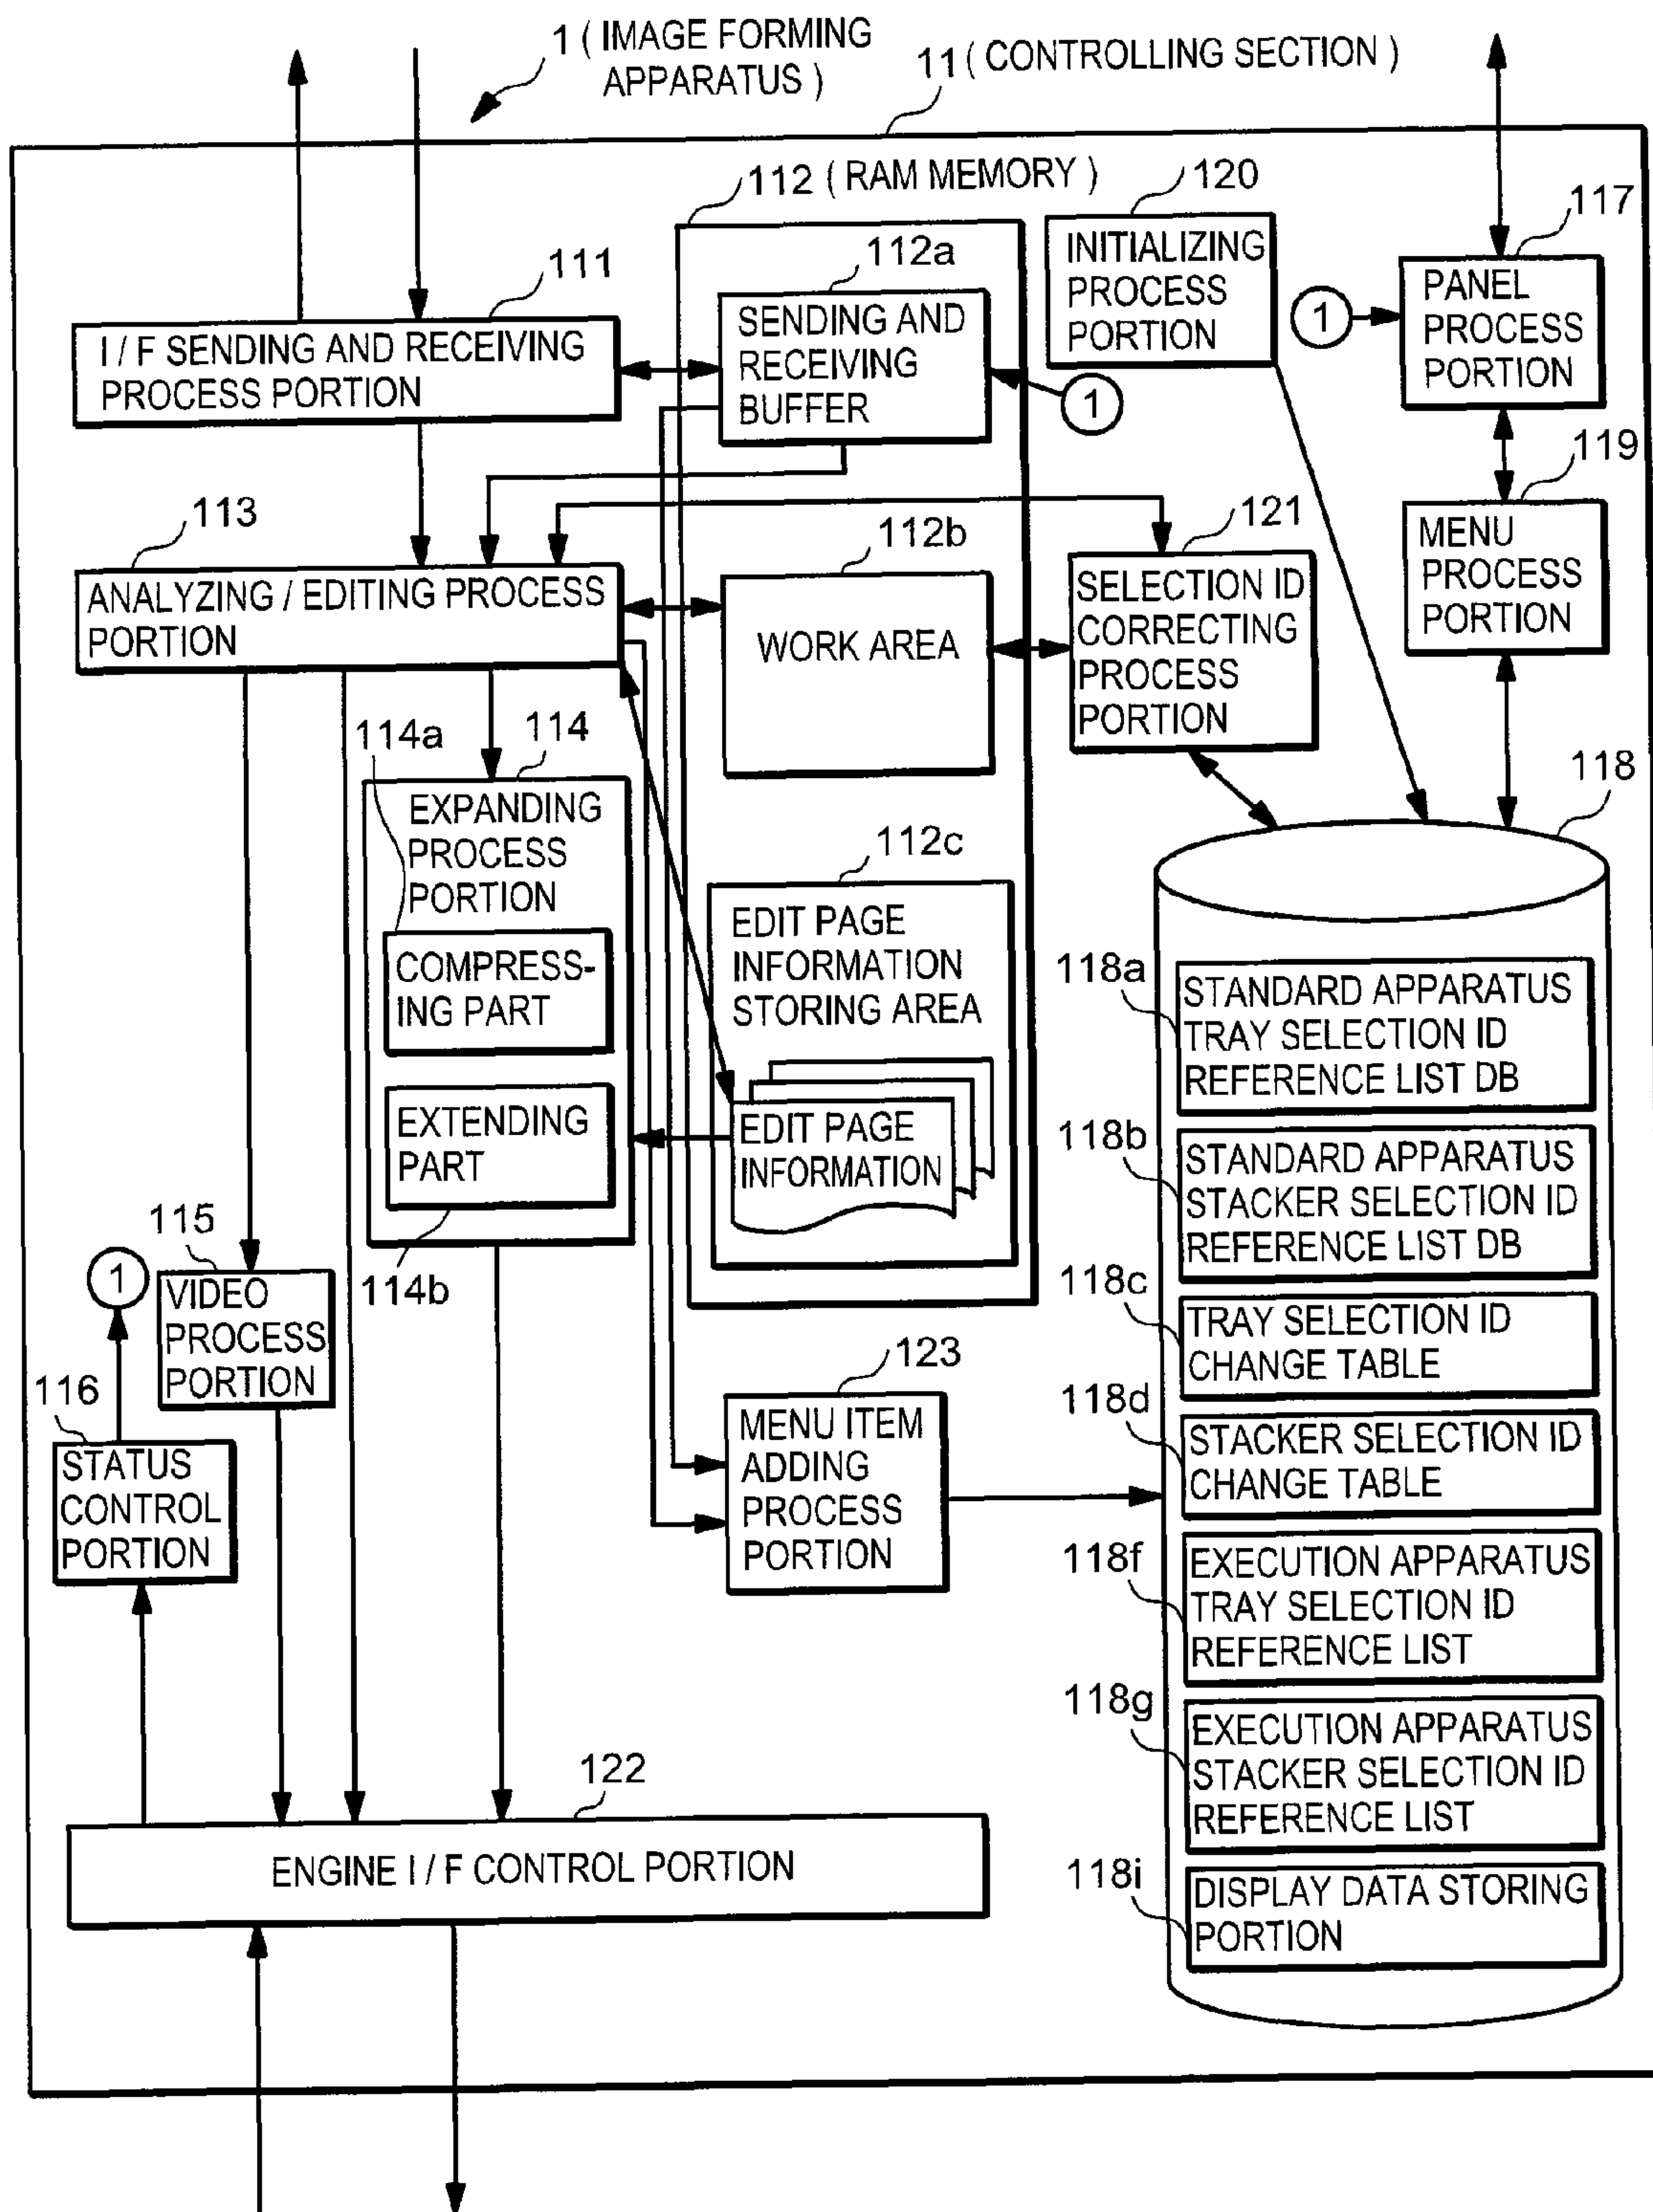 1 ( IMAGE FORMING
APPARATUS )
11 ( CONTROLLING SECTION )
112 ( RAM MEMORY )
120
INITIALIZING
PROCESS
PORTION
117
PANEL
PROCESS
PORTION
1
111
I / F SENDING AND RECEIVING
PROCESS PORTION
112a
SENDING AND
RECEIVING
BUFFER
1
119
MENU
PROCESS
PORTION
113
ANALYZING / EDITING PROCESS
PORTION
112b
WORK AREA
121
SELECTION ID
CORRECTING
PROCESS
PORTION
114a
114
EXPANDING
PROCESS
PORTION
COMPRESS-
ING PART
EXTENDING
PART
114b
112c
EDIT PAGE
INFORMATION
STORING AREA
EDIT PAGE
INFORMATION
118
118a
STANDARD APPARATUS
TRAY SELECTION ID
REFERENCE LIST DB
118b
STANDARD APPARATUS
STACKER SELECTION ID
REFERENCE LIST DB
118c
TRAY SELECTION ID
CHANGE TABLE
118d
STACKER SELECTION ID
CHANGE TABLE
118f
EXECUTION APPARATUS
TRAY SELECTION ID
REFERENCE LIST
118g
EXECUTION APPARATUS
STACKER SELECTION ID
REFERENCE LIST
118i
DISPLAY DATA STORING
PORTION
1
115
VIDEO
PROCESS
PORTION
116
STATUS
CONTROL
PORTION
123
MENU ITEM
ADDING
PROCESS
PORTION
122
ENGINE I / F CONTROL PORTION